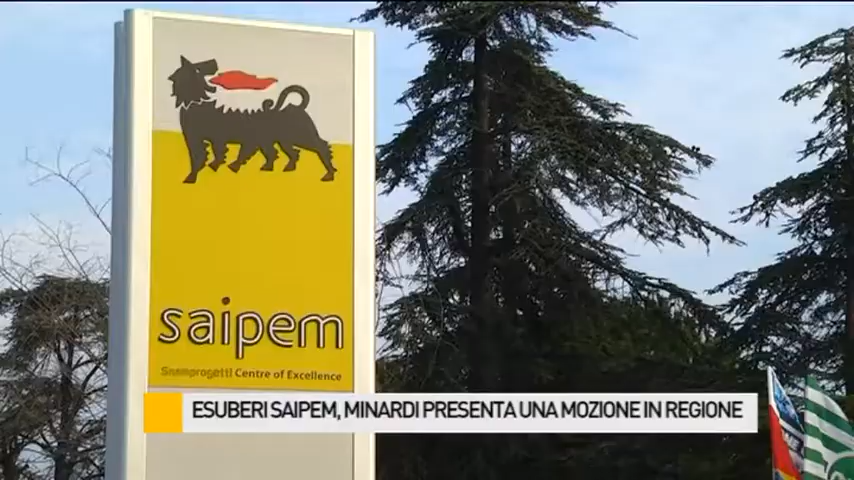 saipem
Snamprogetti Centre of Excellence
ESUBERI SAIPEM, MINARDI PRESENTA UNA MOZIONE IN REGIONE